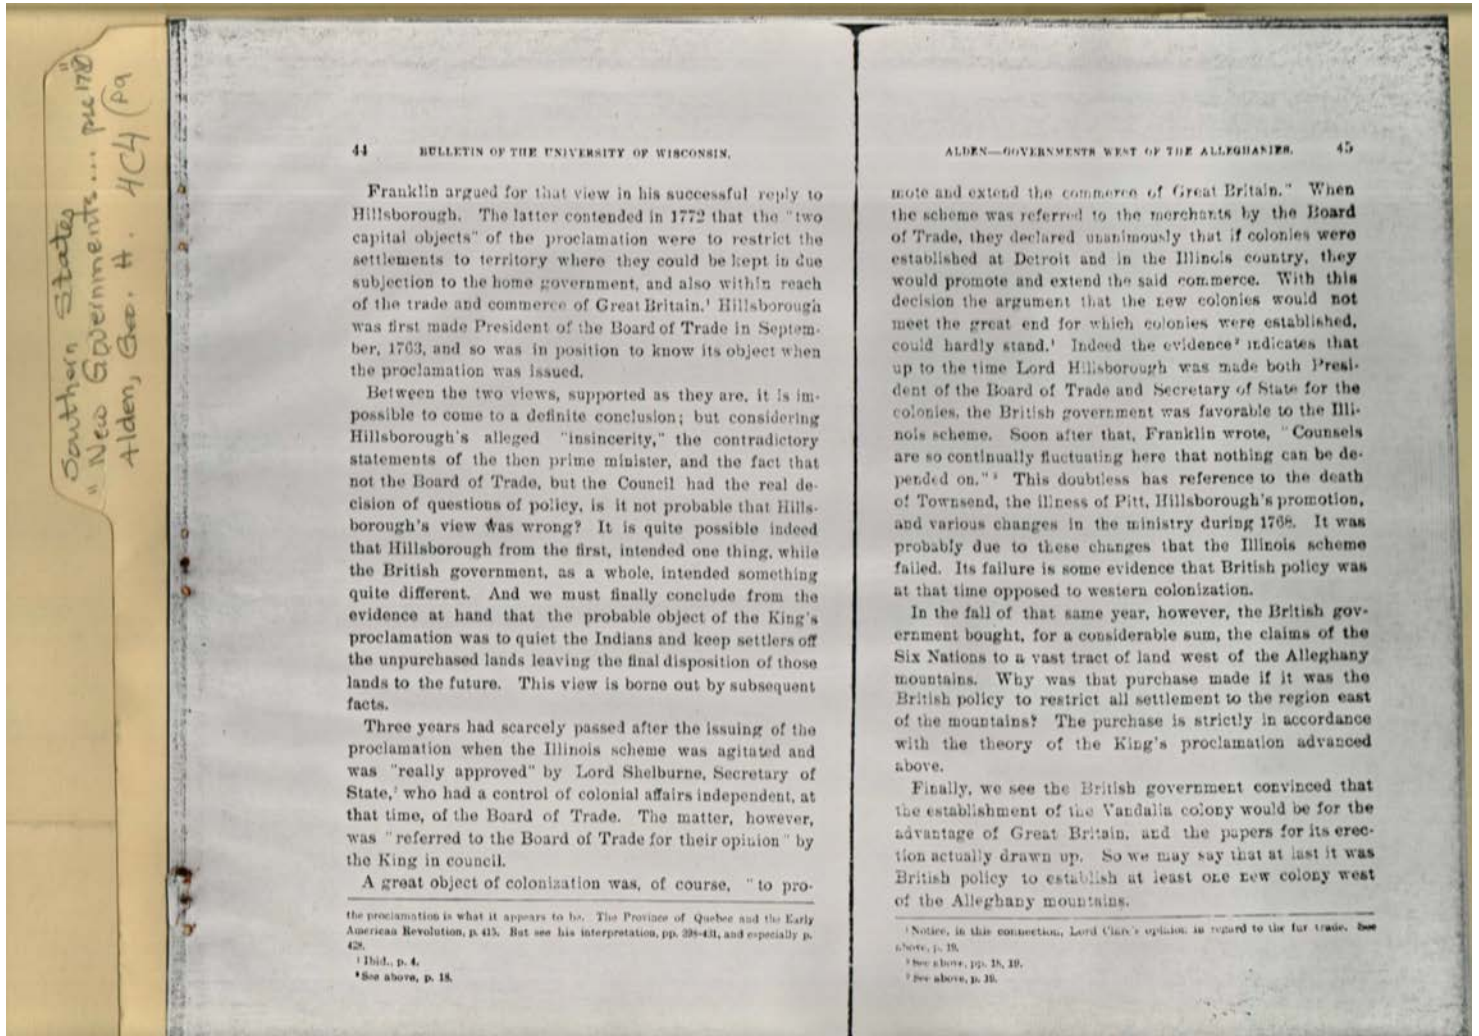 Southern States
"New Governments.... pre 1780"
Alden, Geo. H. 4C4 (pg
44 BULLETIN OF THE UNIVERSITY OF WISCONSIN.
Franklin argued for that view in his successful reply to
Hillsborough. The latter contended in 1772 that the "two
capital objects" of the proclamation were to restrict the
settlements to territory where they could be kept in due
subjection to the home government, and also within reach
of the trade and commerce of Great Britain.¹ Hillsborough
was first made President of the Board of Trade in Septem-
ber, 1763, and so was in position to know its object when
the proclamation was issued.
Between the two views, supported as they are, it is im-
possible to come to a definite conclusion; but considering
Hillsborough's alleged "insincerity," the contradictory
statements of the then prime minister, and the fact that
not the Board of Trade, but the Council had the real de-
cision of questions of policy, is it not probable that Hills-
borough's view was wrong? It is quite possible indeed
that Hillsborough from the first, intended one thing, while
the British government, as a whole, intended something
quite different. And we must finally conclude from the
evidence at hand that the probable object of the King's
proclamation was to quiet the Indians and keep settlers off
the unpurchased lands leaving the final disposition of those
lands to the future. This view is borne out by subsequent
facts.
Three years had scarcely passed after the issuing of the
proclamation when the Illinois scheme was agitated and
was "really approved" by Lord Shelburne, Secretary of
State,² who had a control of colonial affairs independent, at
that time, of the Board of Trade. The matter, however,
was "referred to the Board of Trade for their opinion" by
the King in council.
A great object of colonization was, of course, "to pro-
the proclamation is what it appears to be. The Province of Quebec and the Early
American Revolution, p. 415. But see his interpretation, pp. 398-431, and especially p.
428.
¹ Ibid., p. 4.
² See above, p. 18.
ALDEN—GOVERNMENTS WEST OF THE ALLEGHANIES. 45
mote and extend the commerce of Great Britain." When
the scheme was referred to the merchants by the Board
of Trade, they declared unanimously that if colonies were
established at Detroit and in the Illinois country, they
would promote and extend the said commerce. With this
decision the argument that the new colonies would not
meet the great end for which colonies were established,
could hardly stand.¹ Indeed the evidence² indicates that
up to the time Lord Hillsborough was made both Presi-
dent of the Board of Trade and Secretary of State for the
colonies, the British government was favorable to the Illi-
nois scheme. Soon after that, Franklin wrote, "Counsels
are so continually fluctuating here that nothing can be de-
pended on."³ This doubtless has reference to the death
of Townsend, the illness of Pitt, Hillsborough's promotion,
and various changes in the ministry during 1768. It was
probably due to these changes that the Illinois scheme
failed. Its failure is some evidence that British policy was
at that time opposed to western colonization.
In the fall of that same year, however, the British gov-
ernment bought, for a considerable sum, the claims of the
Six Nations to a vast tract of land west of the Alleghany
mountains. Why was that purchase made if it was the
British policy to restrict all settlement to the region east
of the mountains? The purchase is strictly in accordance
with the theory of the King's proclamation advanced
above.
Finally, we see the British government convinced that
the establishment of the Vandalia colony would be for the
advantage of Great Britain, and the papers for its erec-
tion actually drawn up. So we may say that at last it was
British policy to establish at least one new colony west
of the Alleghany mountains.
¹ Notice, in this connection, Lord Clare's opinion in regard to the fur trade. See
above, p. 19.
² See above, pp. 18, 19.
³ See above, p. 19.